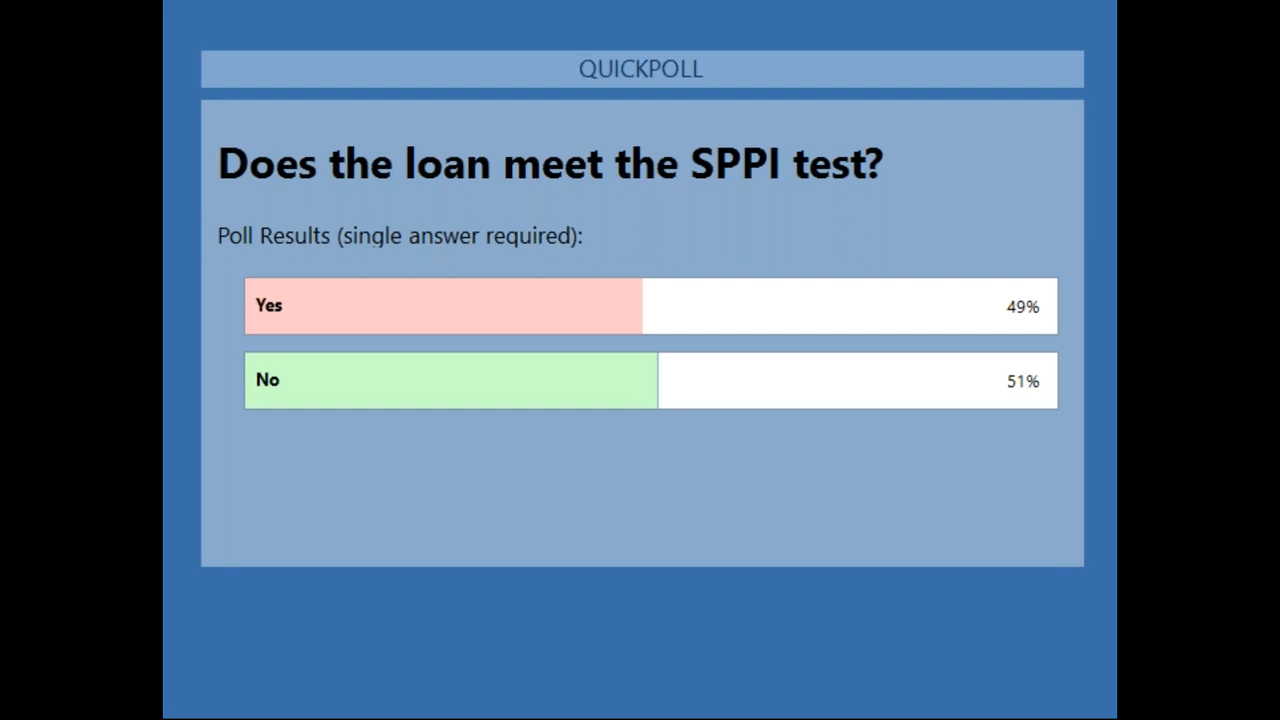 QUICKPOLL
Does the loan meet the SPPI test?
Poll Results (single answer required):
Yes 49%
No 51%